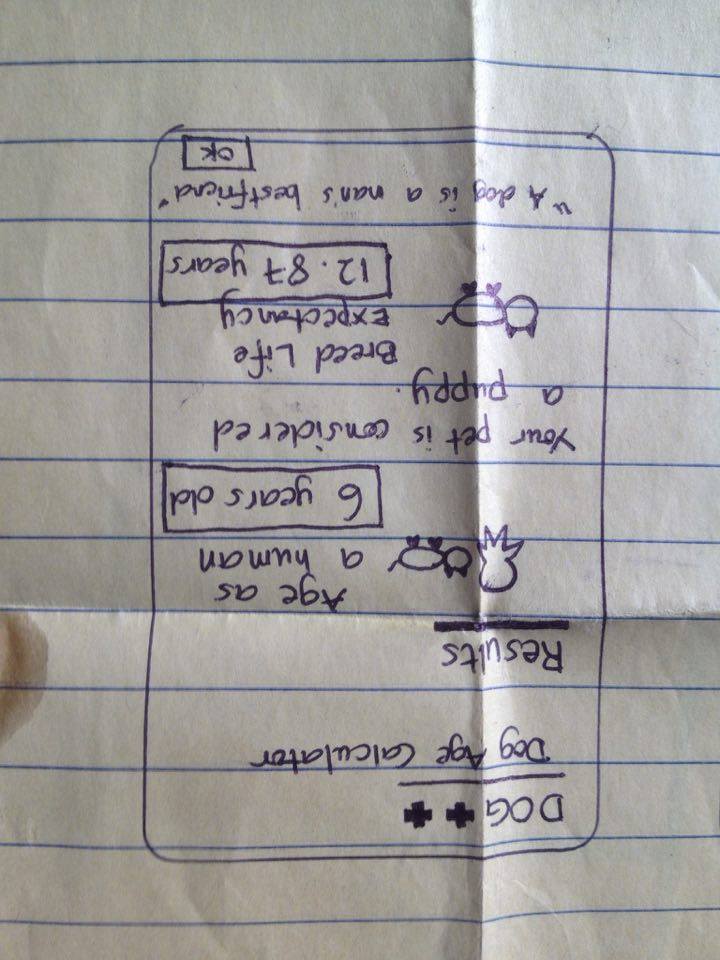 DOG ++
Dog Age Calculator
Results
Age as
a human
6 years old
Your pet is considered
a puppy.
Breed Life
Expectancy
12.87 years
"A dog is a man's bestfriend"
OK